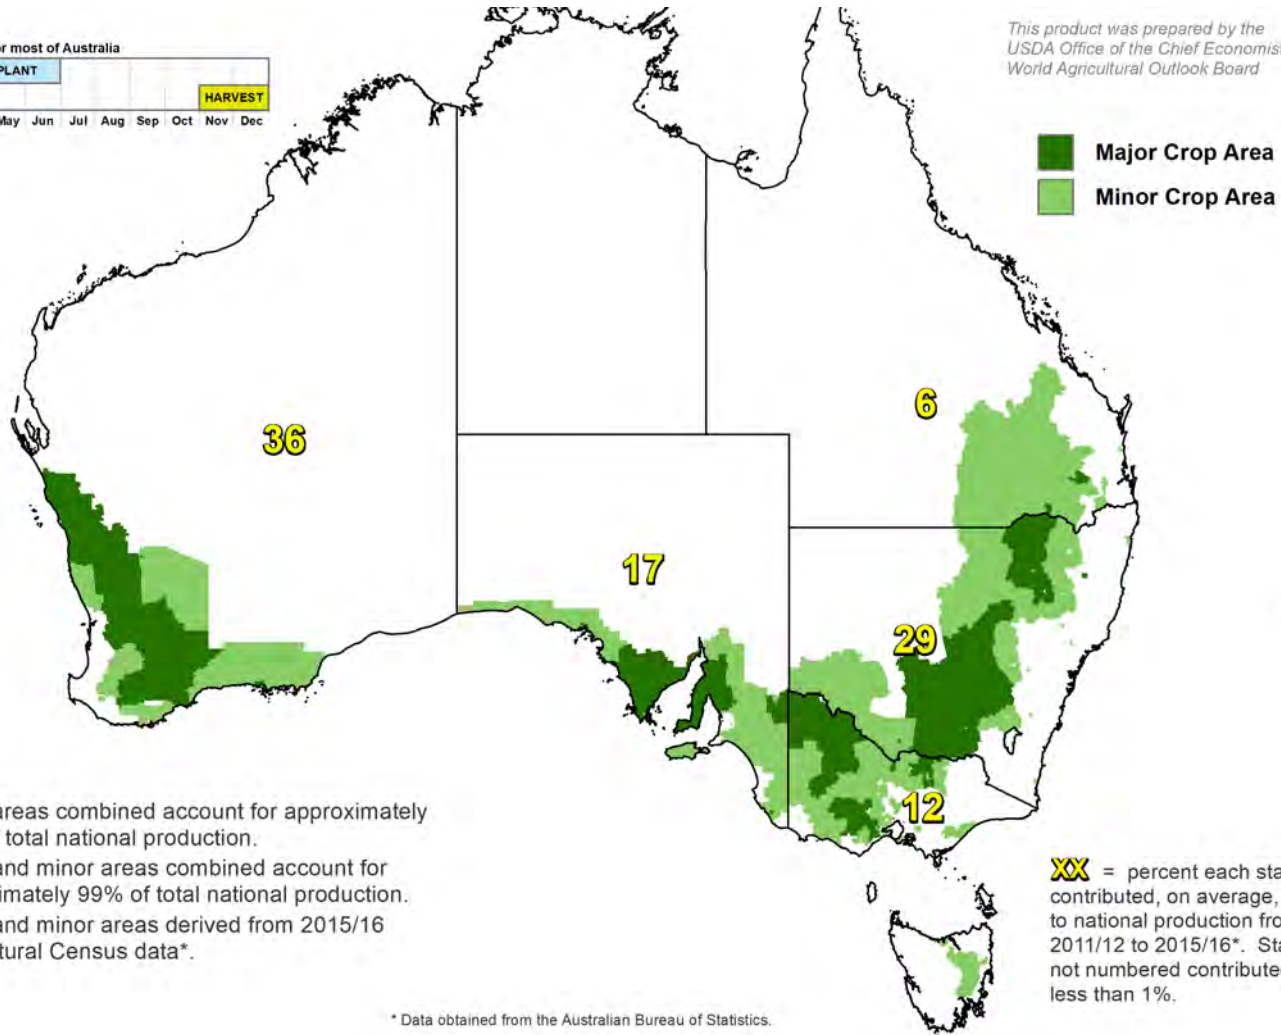 or most of Australia
PLANT
HARVEST
May Jun Jul Aug Sep Oct Nov Dec
This product was prepared by the
USDA Office of the Chief Economist
World Agricultural Outlook Board
Major Crop Area
Minor Crop Area
6
36
17
29
12
areas combined account for approximately
total national production.
and minor areas combined account for
imately 99% of total national production.
and minor areas derived from 2015/16
tural Census data*.
XX = percent each sta
contributed, on average,
to national production fro
2011/12 to 2015/16*. Sta
not numbered contributed
less than 1%.
* Data obtained from the Australian Bureau of Statistics.